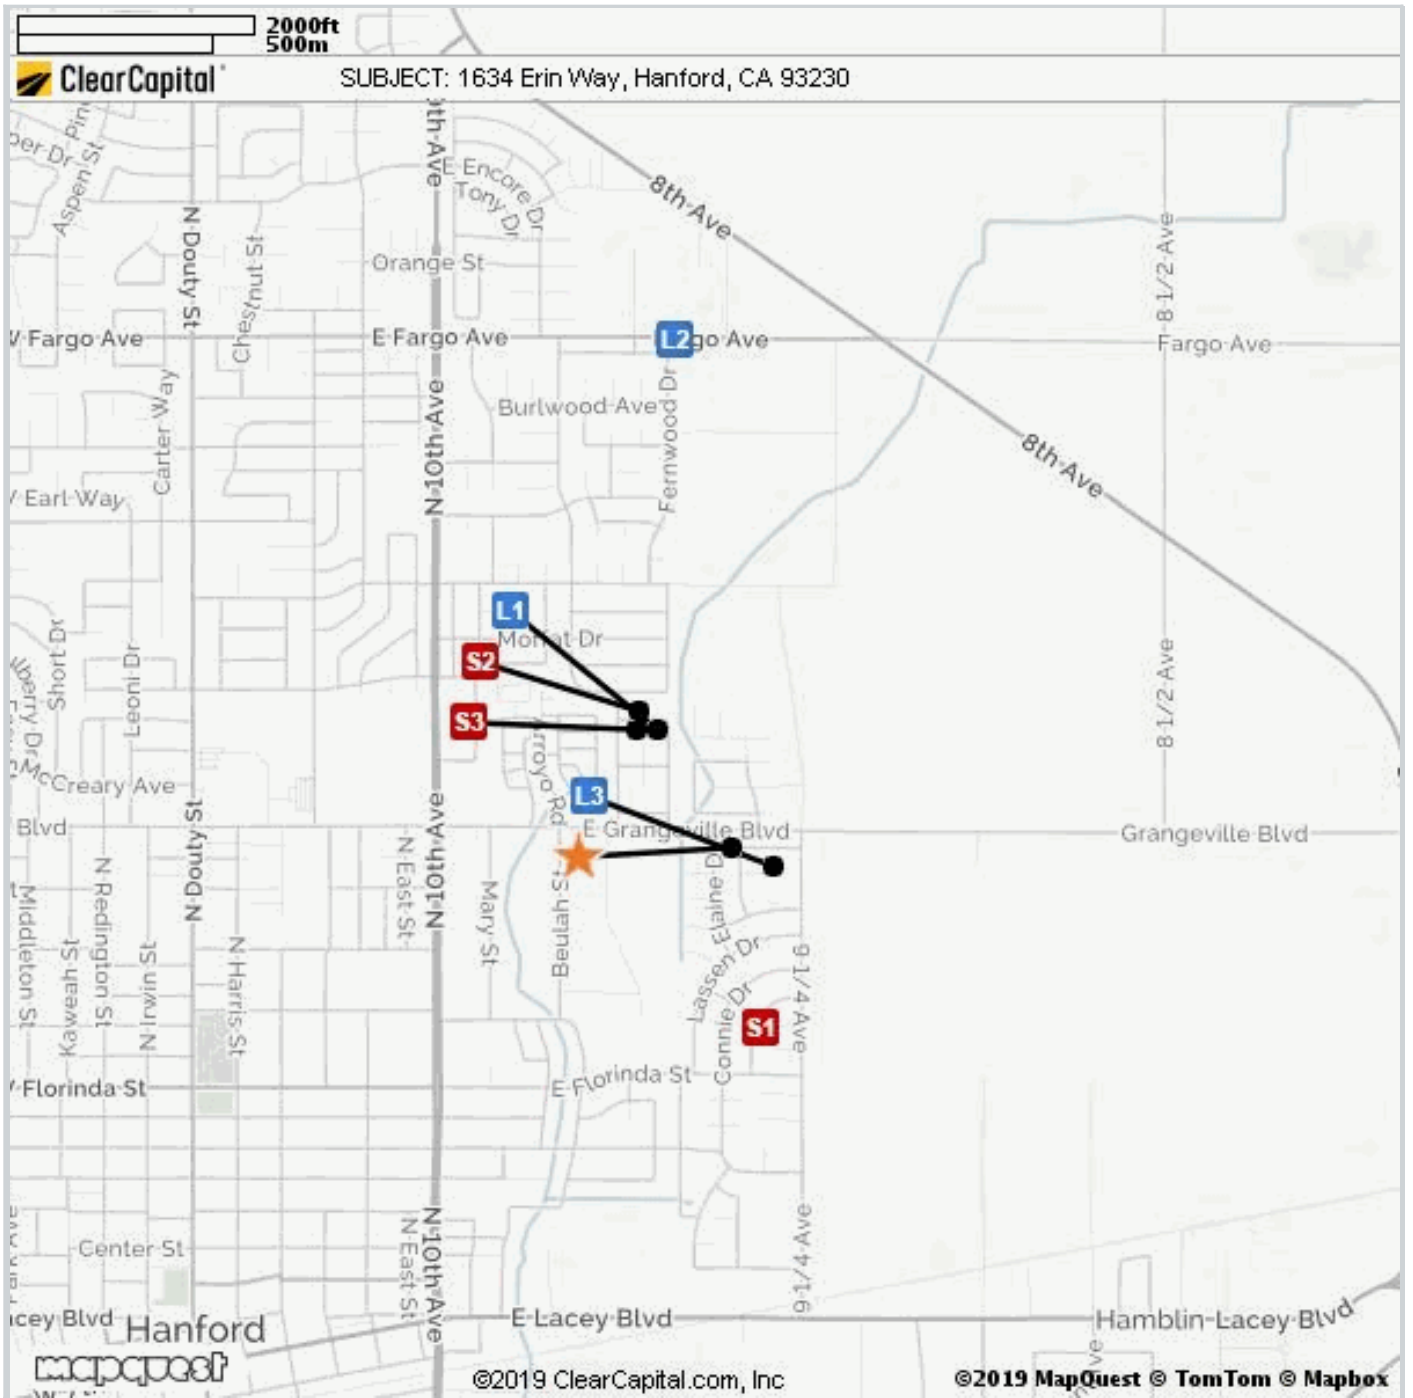 2000ft
500m
ClearCapital
SUBJECT: 1634 Erin Way, Hanford, CA 93230
Aspen St
E Encore Dr
Tony Dr
8th Ave
N Douty St
Chestnut St
Orange St
8 1/2 Ave
Fargo Ave
E Fargo Ave
L2
Fargo Ave
Carter Way
N 10th Ave
Burlwood Ave
Fernwood Dr
8th Ave
Earl Way
L1
Moffat Dr
S2
Short Dr
Leoni Dr
8 1/2 Ave
S3
Arroyo Rd
McCreary Ave
L3
Blvd
N Douty St
E Grangeville Blvd
Grangeville Blvd
N 10th Ave
N East St
Middleton St
N Redington St
Kaweah St
N Irwin St
N Harris St
Mary St
Beulah St
Elaine Dr
Lassen Dr
Connie Dr
9 1/4 Ave
S1
Florinda St
E Florinda St
Center St
N East St
N 10th Ave
9 1/4 Ave
Lacey Blvd
Hanford
E Lacey Blvd
Hamblin-Lacey Blvd
mapquest
©2019 ClearCapital.com, Inc
©2019 MapQuest © TomTom © Mapbox